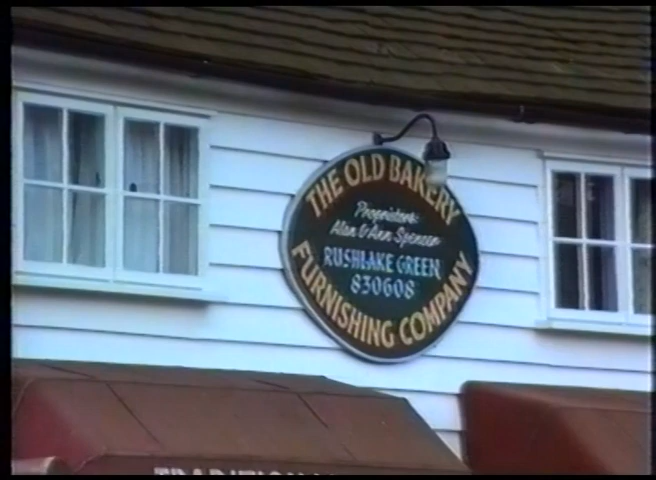 THE OLD BAKERY
Proprietors:
Alan & Ann Spencer
RUSHLAKE GREEN
830608
FURNISHING COMPANY